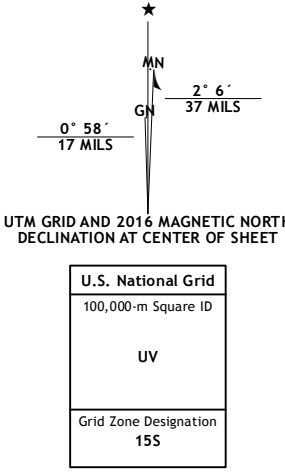 MN
GN
2° 6´
37 MILS
0° 58´
17 MILS
UTM GRID AND 2016 MAGNETIC NORTH
DECLINATION AT CENTER OF SHEET
U.S. National Grid
100,000-m Square ID
UV
Grid Zone Designation
15S